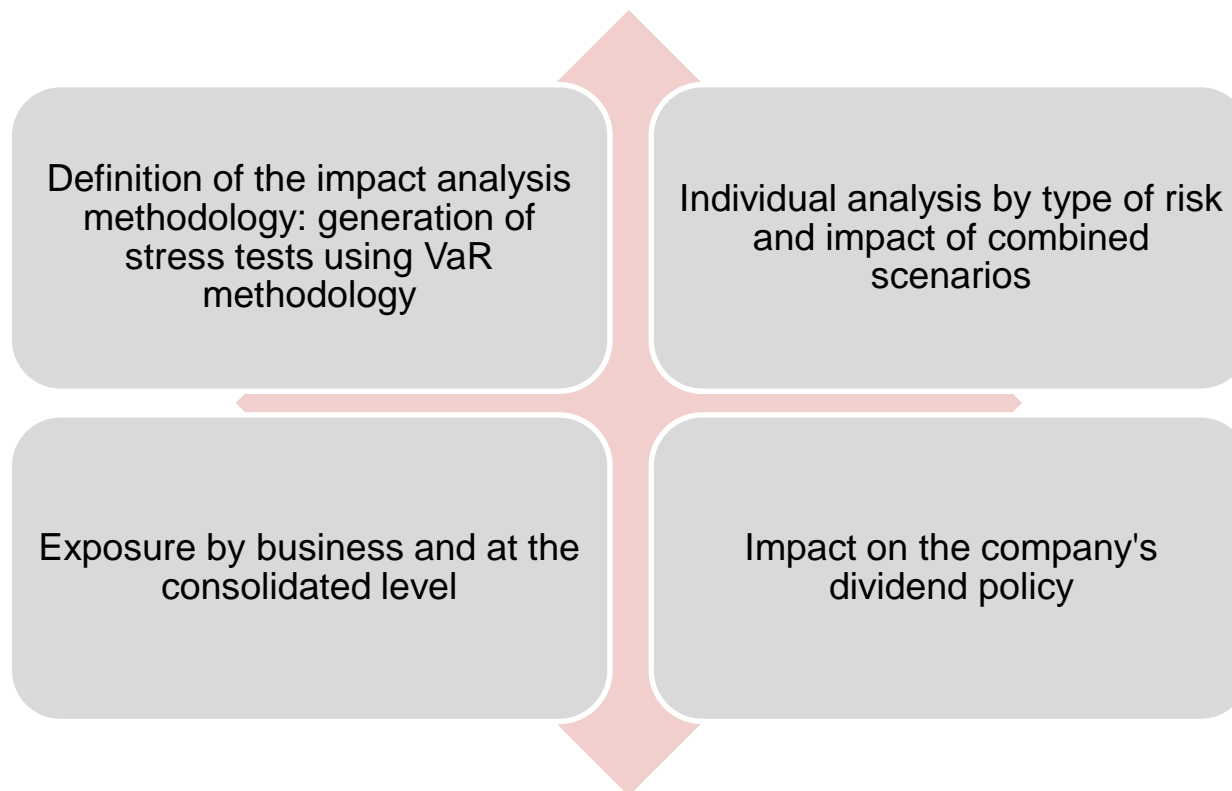 Definition of the impact analysis
methodology: generation of
stress tests using VaR
methodology
Individual analysis by type of risk
and impact of combined
scenarios
Exposure by business and at the
consolidated level
Impact on the company's
dividend policy